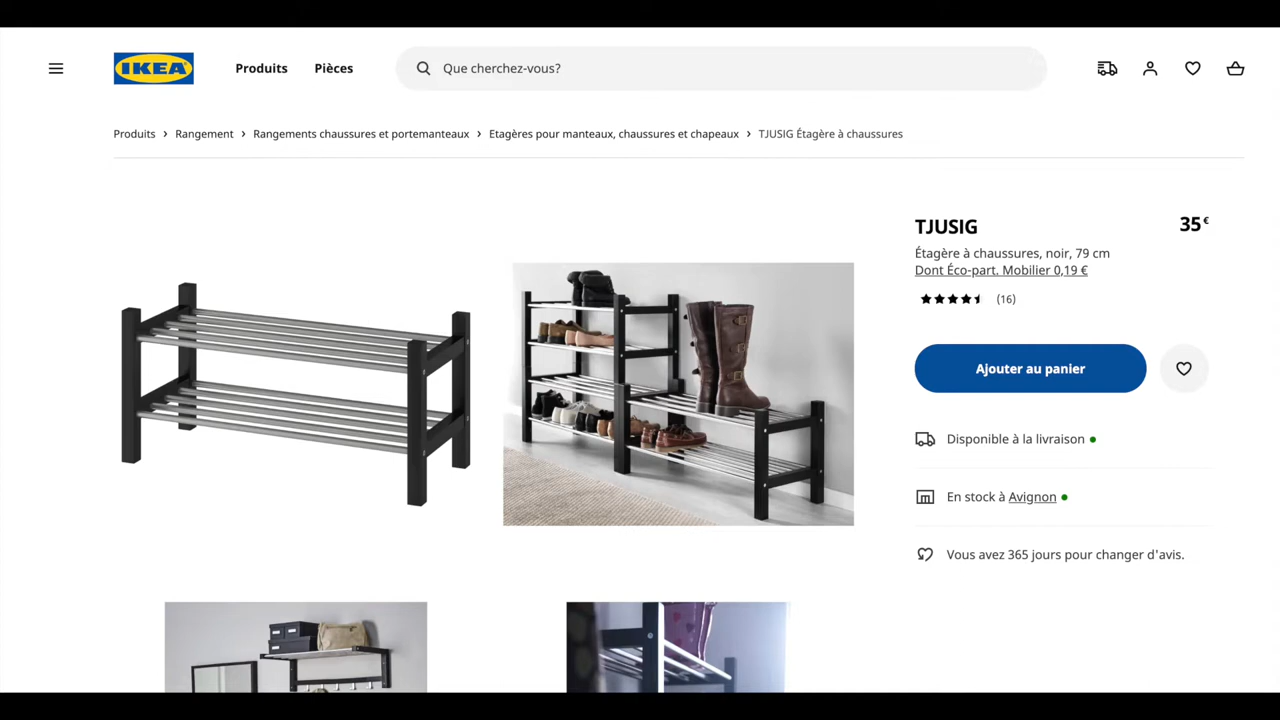 IKEA
Produits
Pièces
Que cherchez-vous?
Produits › Rangement › Rangements chaussures et portemanteaux › Etagères pour manteaux, chaussures et chapeaux › TJUSIG Étagère à chaussures
TJUSIG
35€
Étagère à chaussures, noir, 79 cm
Dont Éco-part. Mobilier 0,19 €
(16)
Ajouter au panier
Disponible à la livraison
En stock à Avignon
Vous avez 365 jours pour changer d'avis.